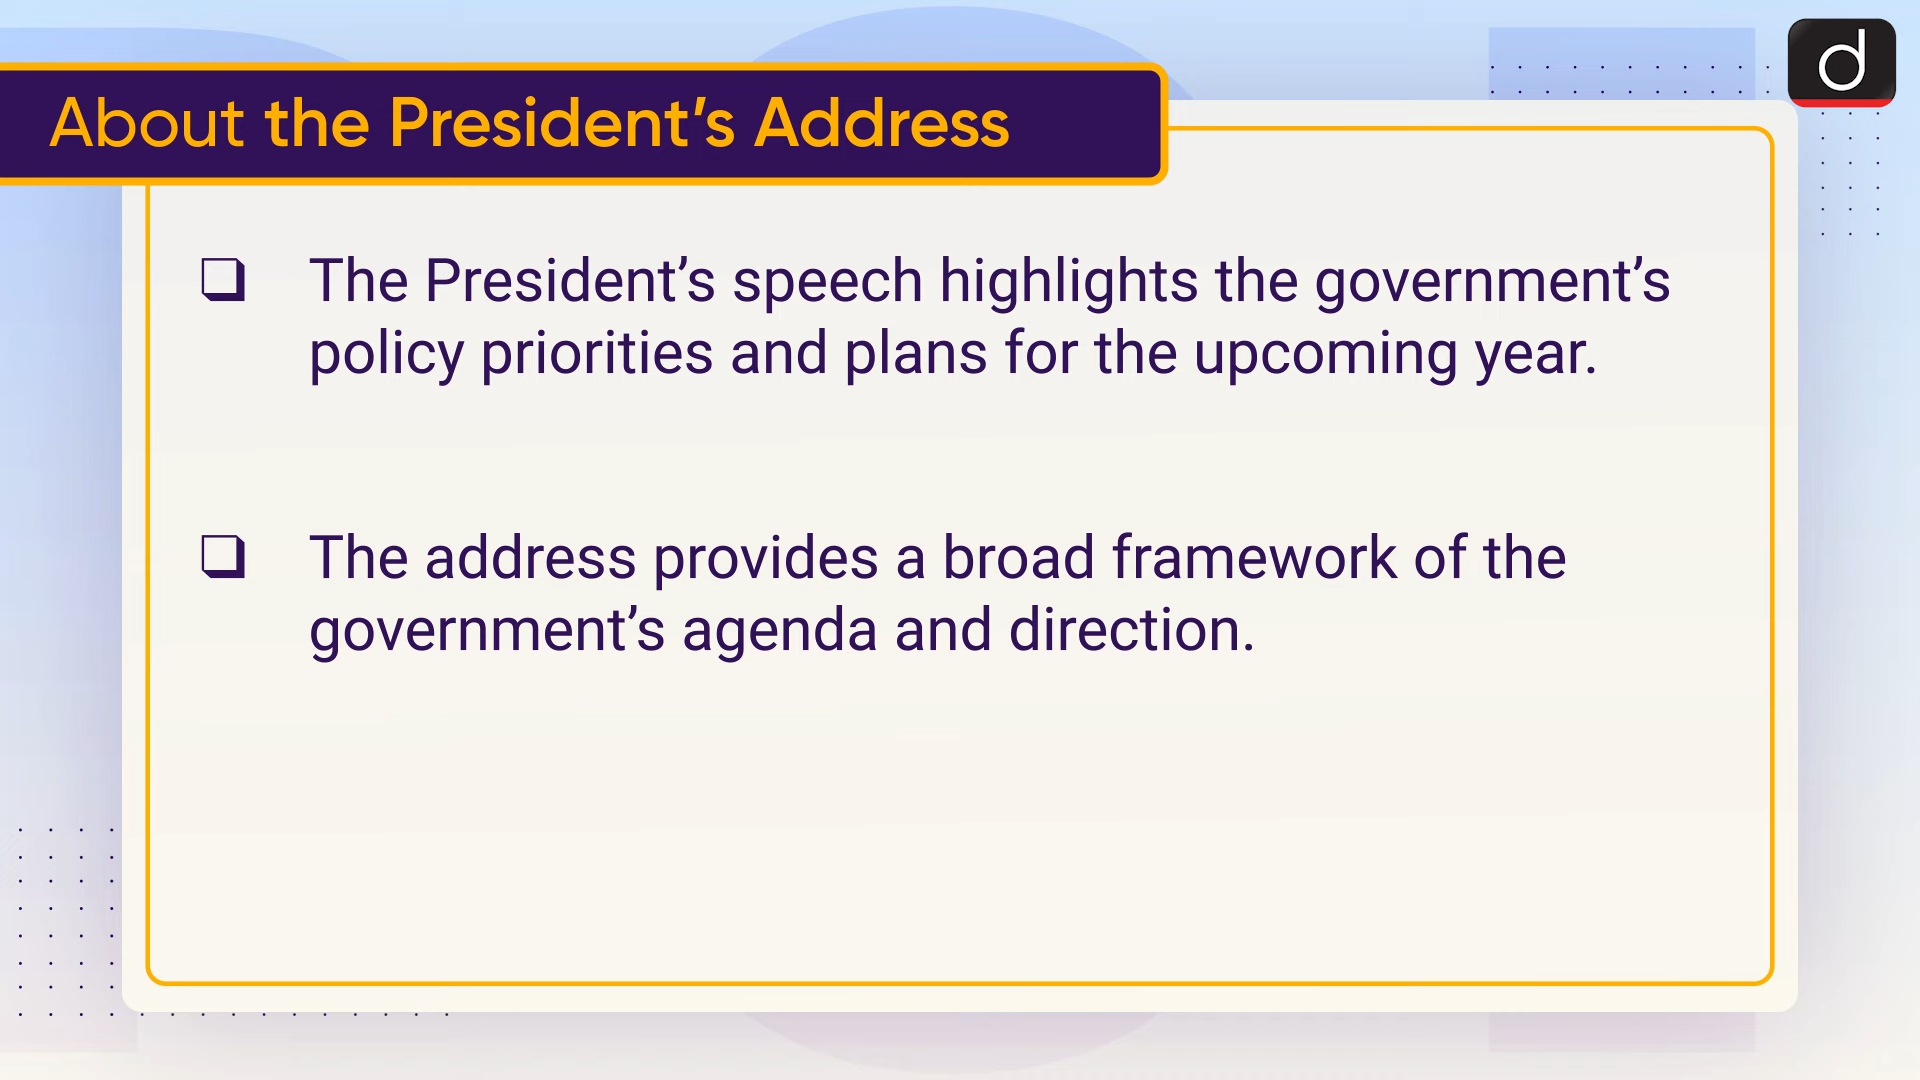 About the President’s Address
d
❑ The President’s speech highlights the government’s
policy priorities and plans for the upcoming year.
❑ The address provides a broad framework of the
government’s agenda and direction.